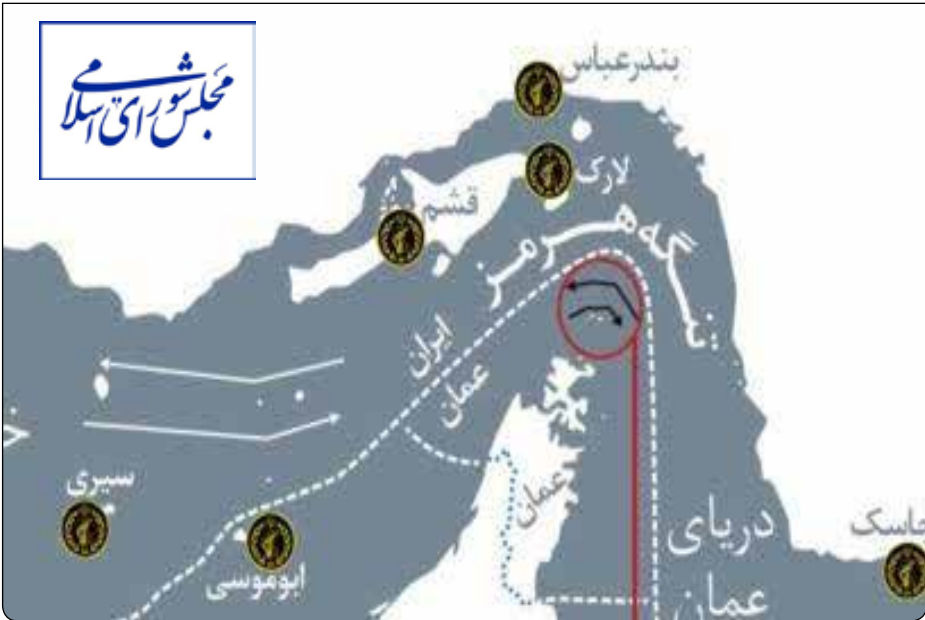 مجلس شورای اسلامی
بندرعباس
لارک
قشم
تنگه هرمز
ایران
عمان
سیری
ابوموسی
عمان
دریای
عمان
جاسک